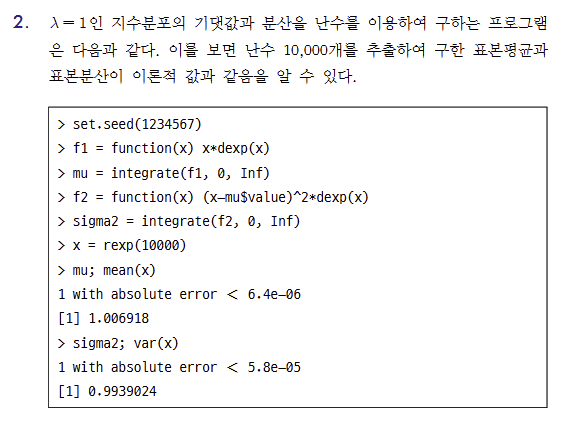 2. λ=1인 지수분포의 기댓값과 분산을 난수를 이용하여 구하는 프로그램
은 다음과 같다. 이를 보면 난수 10,000개를 추출하여 구한 표본평균과
표본분산이 이론적 값과 같음을 알 수 있다.
> set.seed(1234567)
> f1 = function(x) x*dexp(x)
> mu = integrate(f1, 0, Inf)
> f2 = function(x) (x–mu$value)^2*dexp(x)
> sigma2 = integrate(f2, 0, Inf)
> x = rexp(10000)
> mu; mean(x)
1 with absolute error < 6.4e–06
[1] 1.006918
> sigma2; var(x)
1 with absolute error < 5.8e–05
[1] 0.9939024